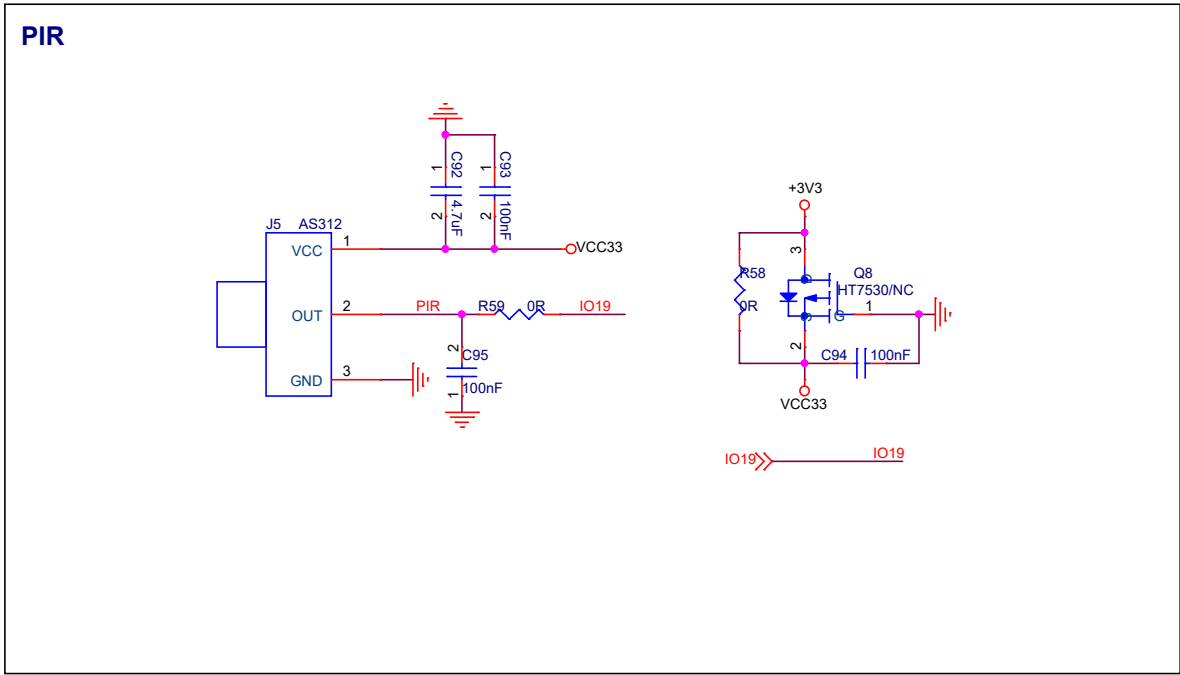 PIR
C92
1
2
4.7uF
C93
1
2
100nF
J5 AS312
VCC 1
VCC33
OUT 2
PIR
R59 0R
IO19
GND 3
2
C95
1
100nF
+3V3
3
R58
0R
D
S
G
Q8
HT7530/NC
1
2
C94 100nF
VCC33
IO19
IO19